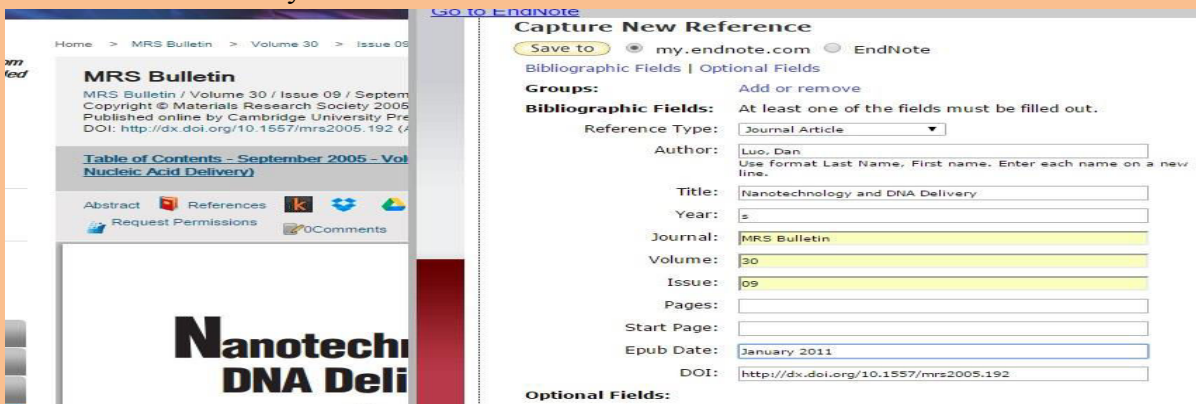 Go to EndNote
Home > MRS Bulletin > Volume 30 > Issue 09
MRS Bulletin
MRS Bulletin / Volume 30 / Issue 09 / Septem
Copyright © Materials Research Society 2005
Published online by Cambridge University Pre
DOI: http://dx.doi.org/10.1557/mrs2005.192 (A
Table of Contents - September 2005 - Vol
Nucleic Acid Delivery)
Abstract References k
Request Permissions 0Comments
Nanotech
DNA Deli
Capture New Reference
Save to my.endnote.com EndNote
Bibliographic Fields | Optional Fields
Groups: Add or remove
Bibliographic Fields: At least one of the fields must be filled out.
Reference Type: Journal Article
Author: Luo, Dan
Use format Last Name, First name. Enter each name on a new
line.
Title: Nanotechnology and DNA Delivery
Year: s
Journal: MRS Bulletin
Volume: 30
Issue: 09
Pages:
Start Page:
Epub Date: January 2011
DOI: http://dx.doi.org/10.1557/mrs2005.192
Optional Fields: